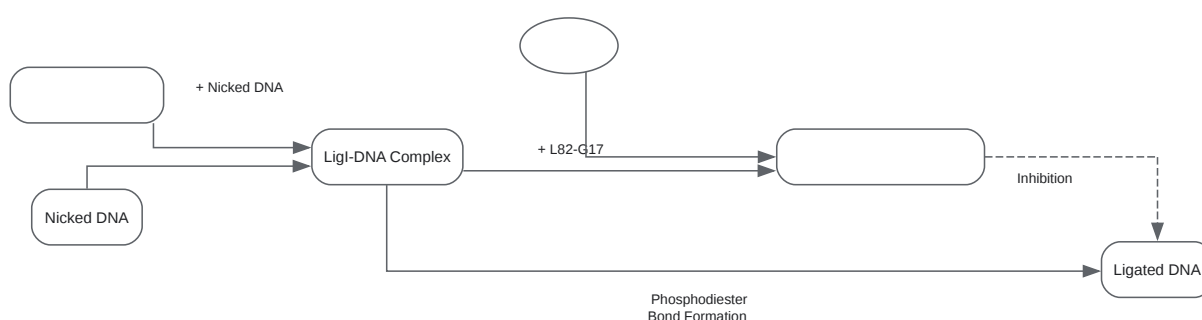 + Nicked DNA
LigI-DNA Complex
+ L82-G17
Inhibition
Nicked DNA
Ligated DNA
Phosphodiester
Bond Formation